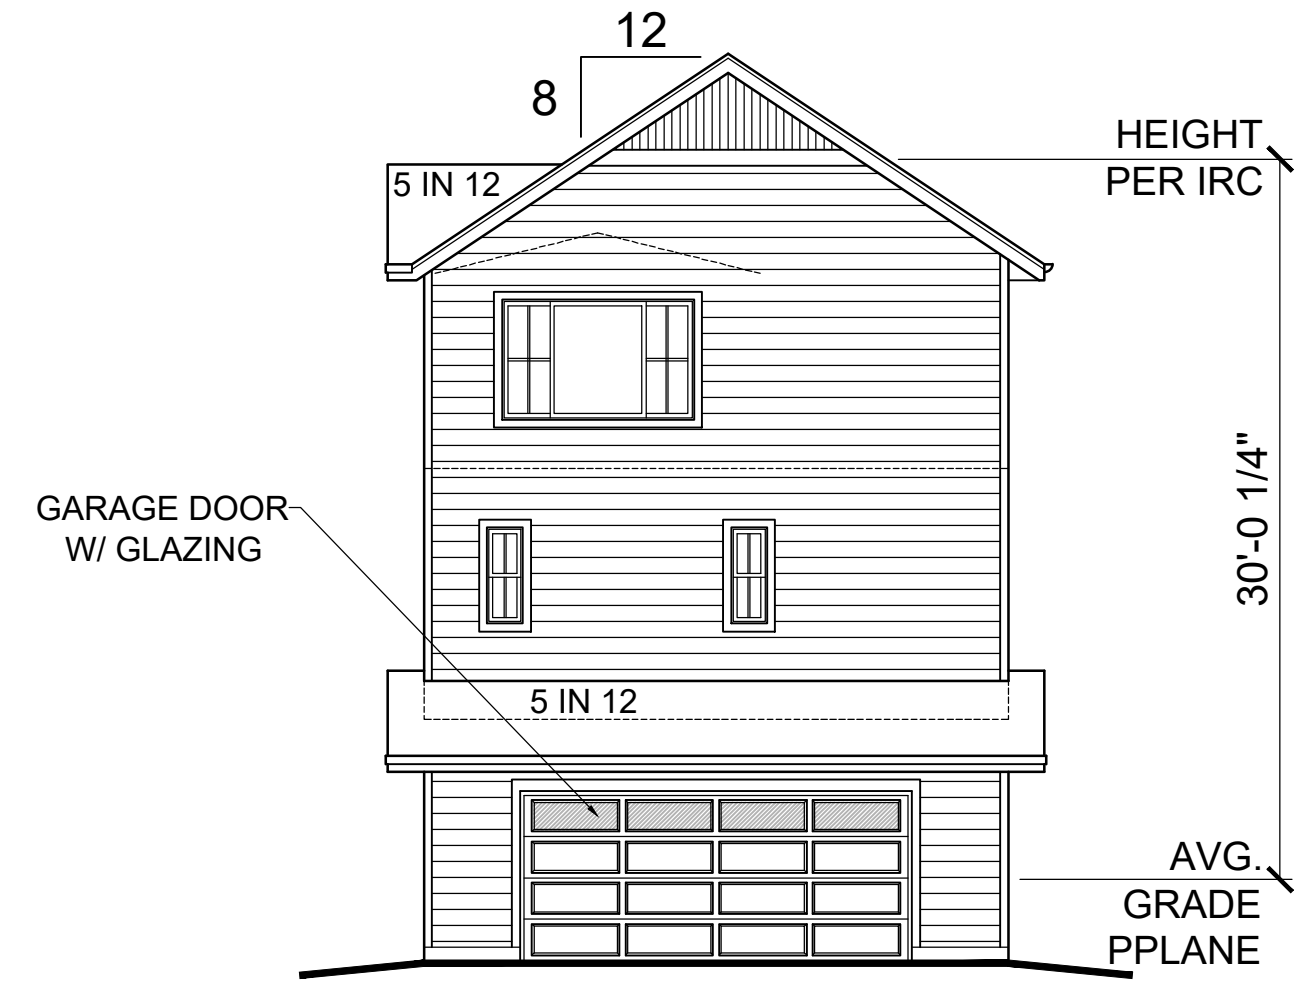 12
8
HEIGHT
PER IRC
5 IN 12
30'-0 1/4"
GARAGE DOOR
W/ GLAZING
5 IN 12
AVG.
GRADE
PPLANE